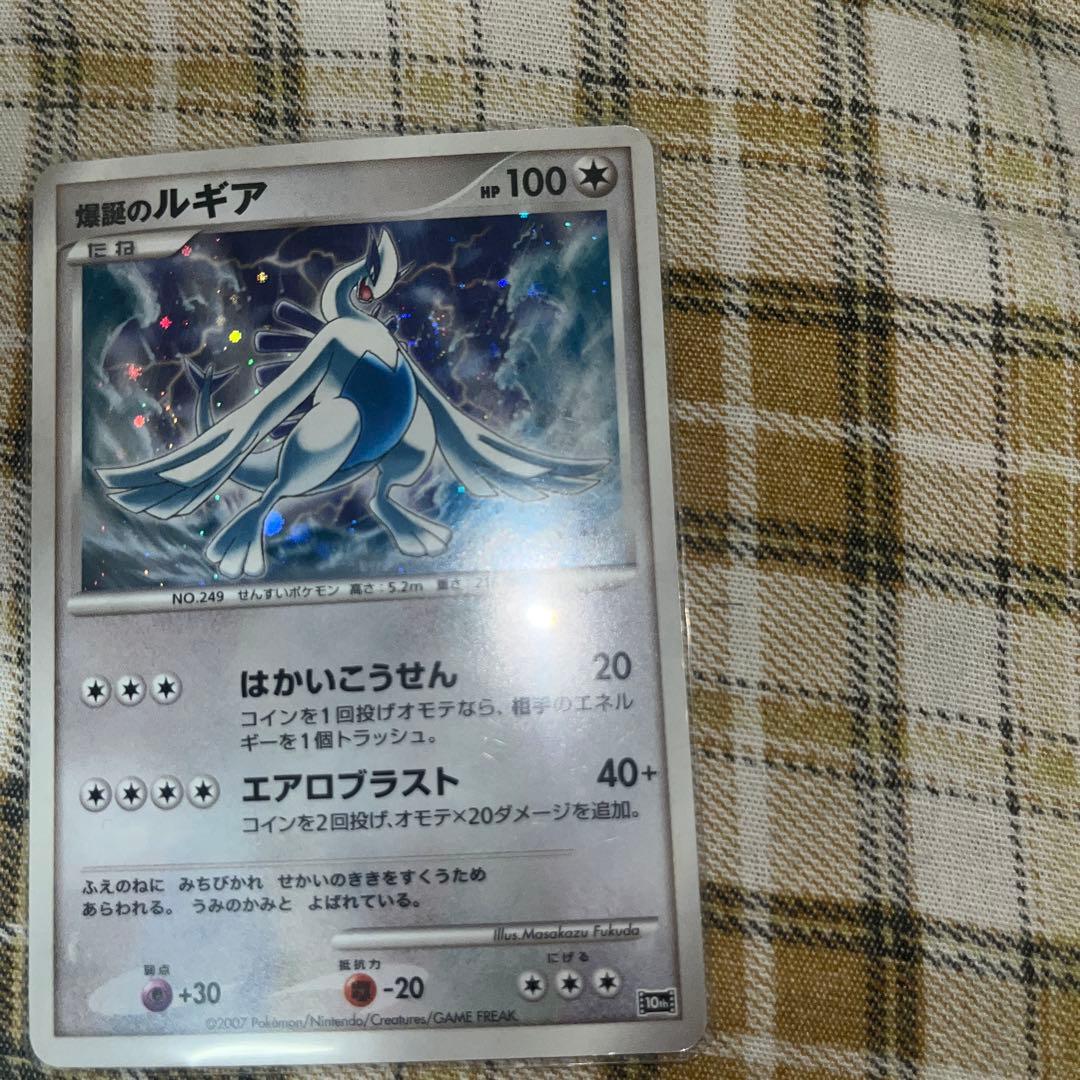 爆誕のルギア HP 100
たね
NO.249 せんすいポケモン 高さ:5.2m 重さ:
はかいこうせん 20
コインを1回投げオモテなら、相手のエネル
ギーを1個トラッシュ。
エアロブラスト 40+
コインを2回投げ、オモテ×20ダメージを追加。
ふえのねに みちびかれ せかいのききをすくうため
あらわれる。 うみのかみと よばれている。
Illus.Masakazu Fukuda
弱点 +30 抵抗力 -20 にげる
10th
©2007 Pokémon/Nintendo/Creatures/GAME FREAK